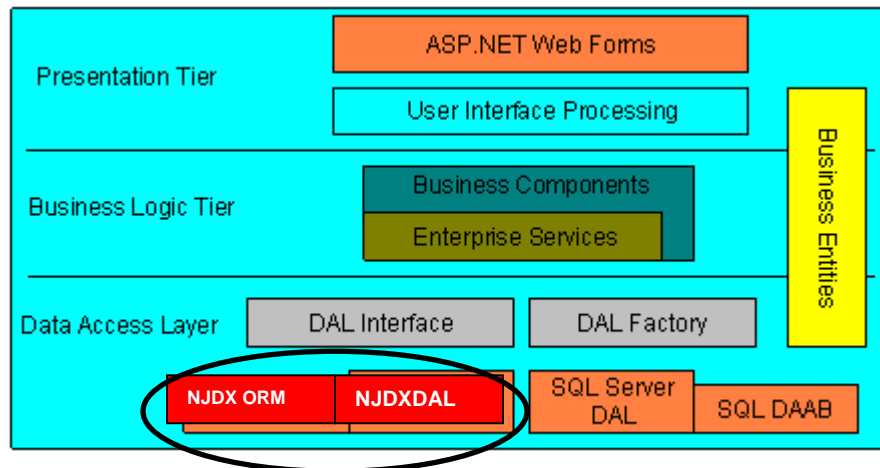 ASP.NET Web Forms
Presentation Tier
User Interface Processing
Business Entities
Business Components
Business Logic Tier
Enterprise Services
Data Access Layer
DAL Interface
DAL Factory
NJDX ORM
NJDXDAL
SQL Server
DAL
SQL DAAB